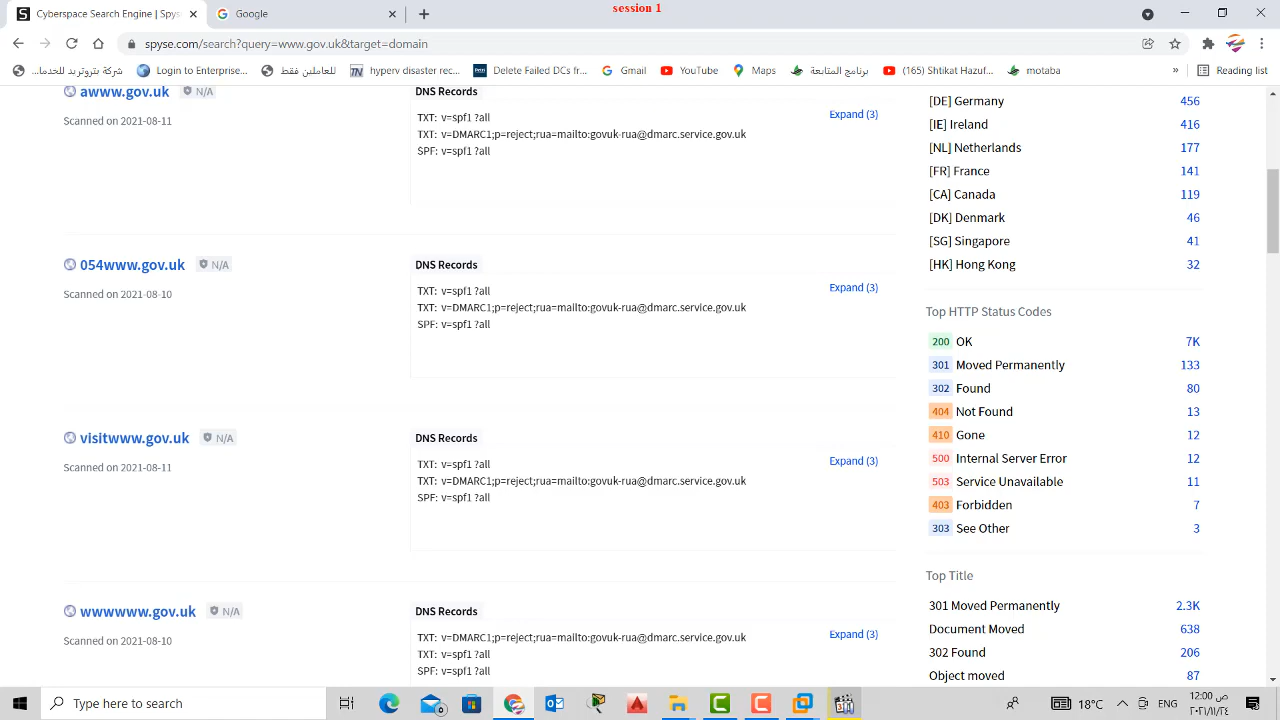 session 1
Cyberspace Search Engine | Spysec
Google
spyse.com/search?query=www.gov.uk&target=domain
شركة شتروتريد للخدما...
Online Engineering...
للعاملين فقط
hyperv disaster rec...
Delete Failed DCs fr...
Gmail
YouTube
Maps
برنامج المتابعة
(165) Shtikat Hazuf...
motaba
»
Reading list
awww.gov.uk N/A
Scanned on 2021-08-11
DNS Records
TXT: v=spf1 ?all
TXT: v=DMARC1;p=reject;rua=mailto:govuk-rua@dmarc.service.gov.uk
SPF: v=spf1 ?all
Expand (3)
054www.gov.uk N/A
Scanned on 2021-08-10
DNS Records
TXT: v=spf1 ?all
TXT: v=DMARC1;p=reject;rua=mailto:govuk-rua@dmarc.service.gov.uk
SPF: v=spf1 ?all
Expand (3)
visitwww.gov.uk N/A
Scanned on 2021-08-11
DNS Records
TXT: v=spf1 ?all
TXT: v=DMARC1;p=reject;rua=mailto:govuk-rua@dmarc.service.gov.uk
SPF: v=spf1 ?all
Expand (3)
wwwwww.gov.uk N/A
Scanned on 2021-08-10
DNS Records
TXT: v=DMARC1;p=reject;rua=mailto:govuk-rua@dmarc.service.gov.uk
TXT: v=spf1 ?all
SPF: v=spf1 ?all
Expand (3)
[DE] Germany 456
[IE] Ireland 416
[NL] Netherlands 177
[FR] France 141
[CA] Canada 119
[DK] Denmark 46
[SG] Singapore 41
[HK] Hong Kong 32
Top HTTP Status Codes
200 OK 7K
301 Moved Permanently 133
302 Found 80
404 Not Found 13
410 Gone 12
500 Internal Server Error 12
503 Service Unavailable 11
403 Forbidden 7
303 See Other 3
Top Title
301 Moved Permanently 2.3K
Document Moved 638
302 Found 206
Object moved 87
Type here to search
18°C
ENG
12:00 ص